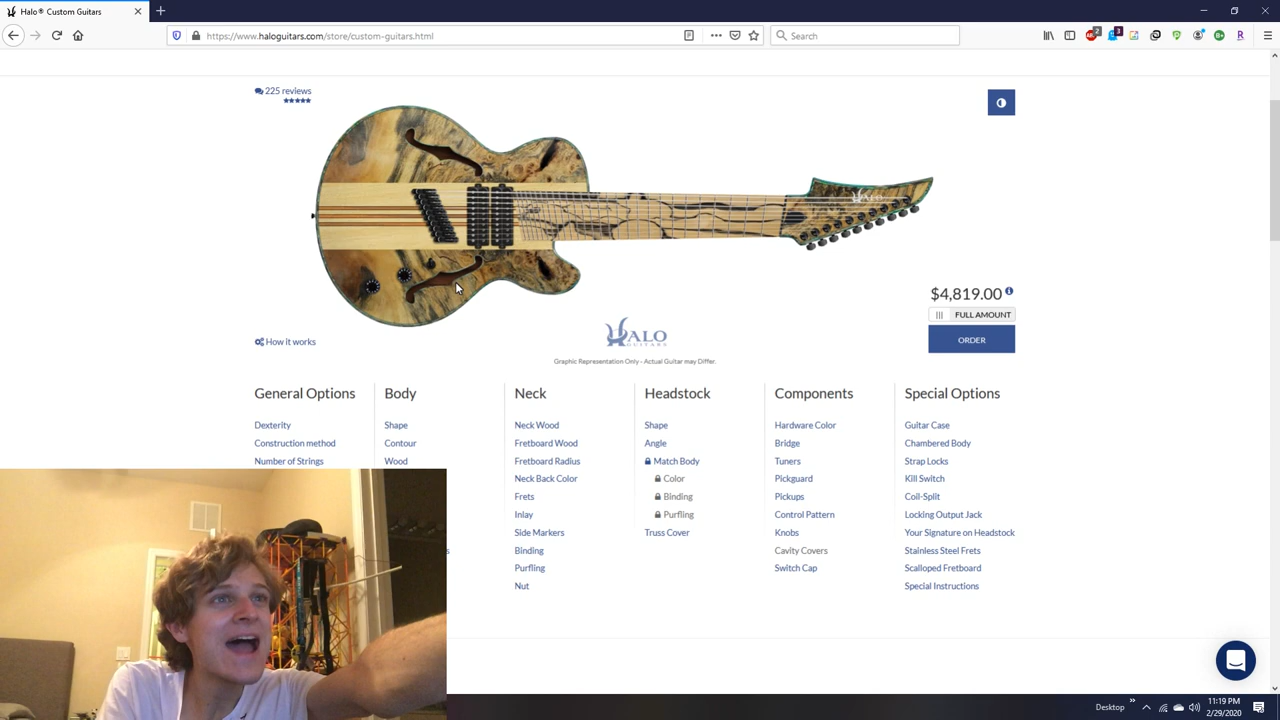 Halo® Custom Guitars
https://www.haloguitars.com/store/custom-guitars.html
Search
2
3
225 reviews
HALO
$4,819.00
FULL AMOUNT
ORDER
How it works
HALO
GUITARS
Graphic Representation Only - Actual Guitar may Differ.
General Options
Dexterity
Construction method
Number of Strings
Body
Shape
Contour
Wood
Neck
Neck Wood
Fretboard Wood
Fretboard Radius
Neck Back Color
Frets
Inlay
Side Markers
Binding
Purfling
Nut
Headstock
Shape
Angle
Match Body
Color
Binding
Purfling
Truss Cover
Components
Hardware Color
Bridge
Tuners
Pickguard
Pickups
Control Pattern
Knobs
Cavity Covers
Switch Cap
Special Options
Guitar Case
Chambered Body
Strap Locks
Kill Switch
Coil-Split
Locking Output Jack
Your Signature on Headstock
Stainless Steel Frets
Scalloped Fretboard
Special Instructions
Desktop
11:19 PM
2/29/2020